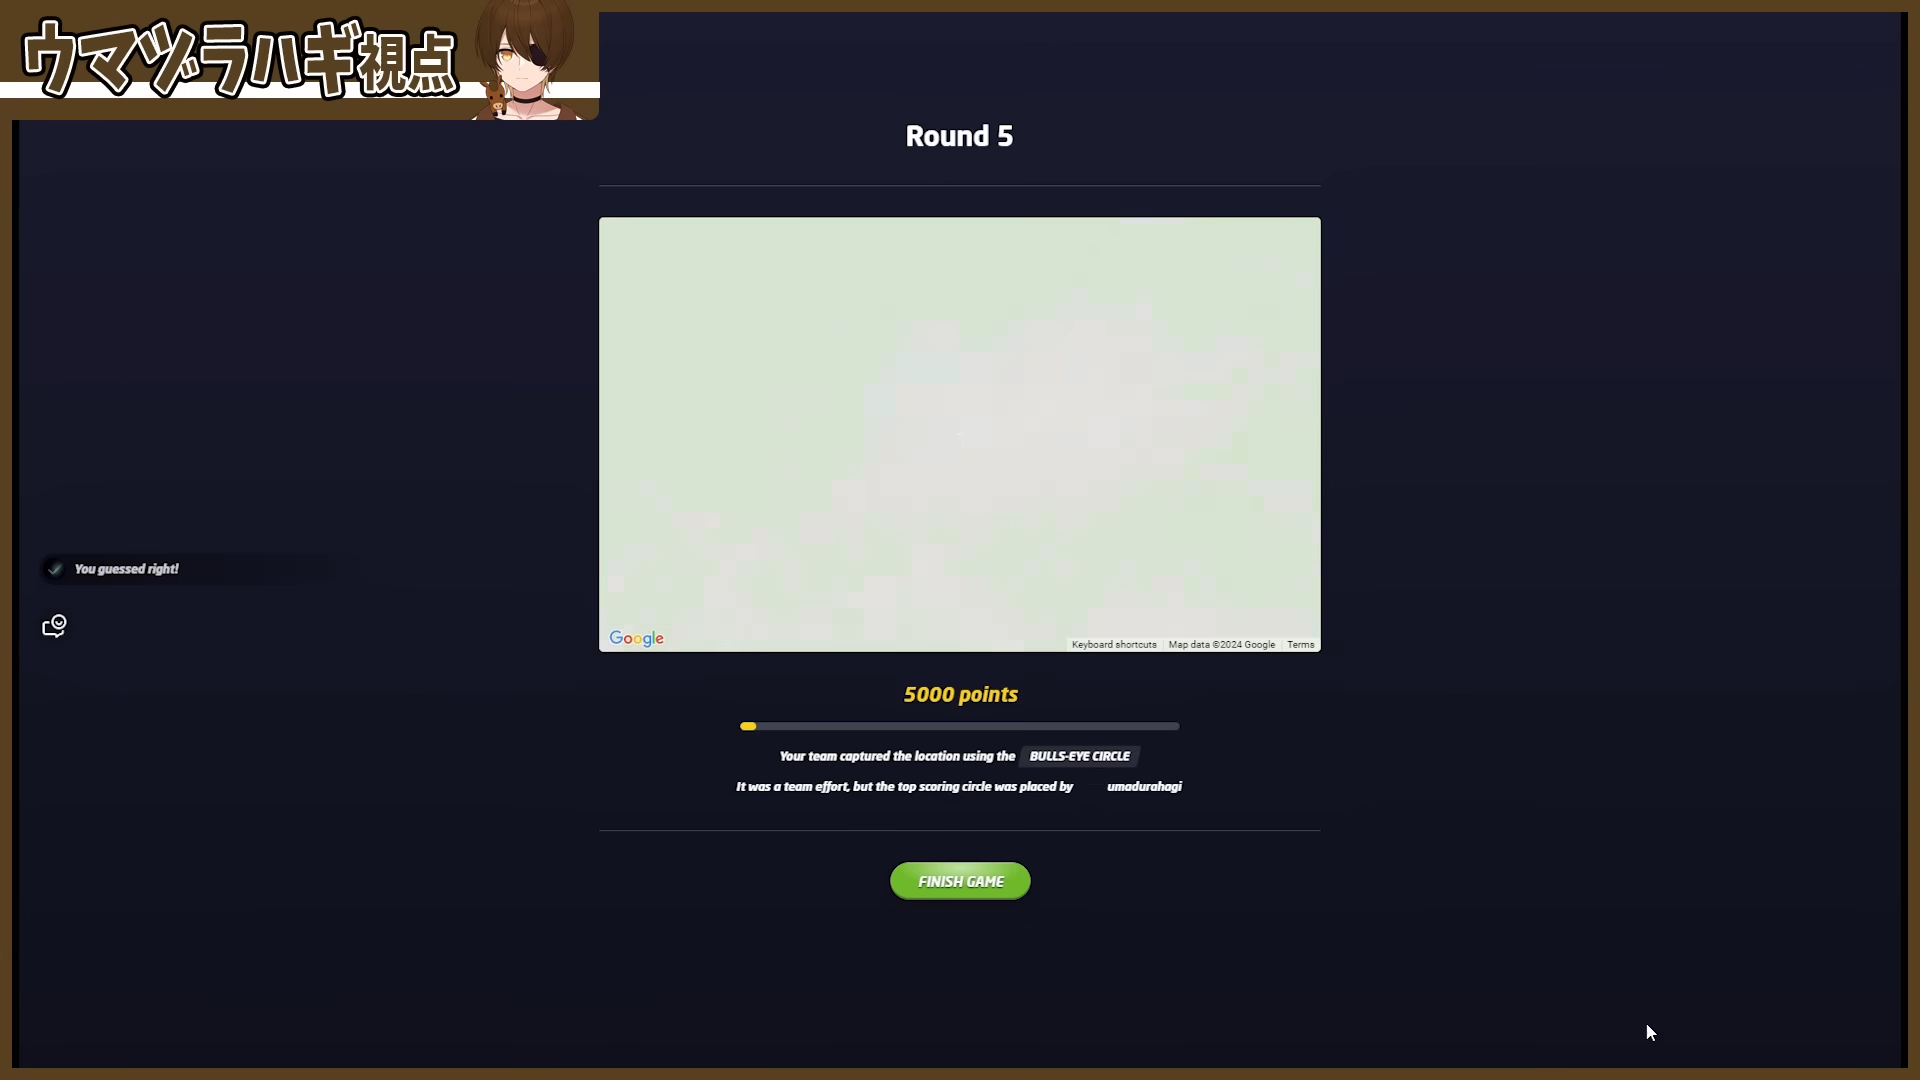 ウマヅラハギ視点
Round 5
You guessed right!
Google
Keyboard shortcuts
Map data ©2024 Google
Terms
5000 points
Your team captured the location using the BULLS-EYE CIRCLE
It was a team effort, but the top scoring circle was placed by umadurahagi
FINISH GAME